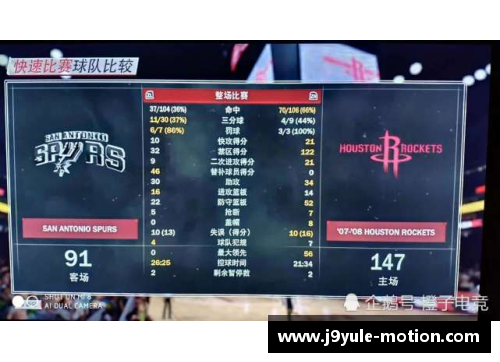 快速比赛球队比较
整场比赛
37/104 (36%) 命中 70/106 (66%)
11/30 (37%) 三分球 4/9 (44%)
6/7 (86%) 罚球 3/3 (100%)
10 快攻得分 21
32 禁区得分 122
9 二次进攻得分 21
46 替补球员得分 0
30 助攻 34
16 进攻篮板 14
22 防守篮板 52
5 抢断 7
0 盖帽 8
10 (13) 失误（得分） 10 (16)
4 球队犯规 7
0 最大领先 56
26:25 控球时间 21:34
2 剩余暂停数 2
SAN ANTONIO
SPURS
SAN ANTONIO SPURS
91
客场
HOUSTON ROCKETS
'07-'08 HOUSTON ROCKETS
147
主场
SHOT ON MI 8
AI DUAL CAMERA
企鹅号 橙子电竞
www.j9yule-motion.com